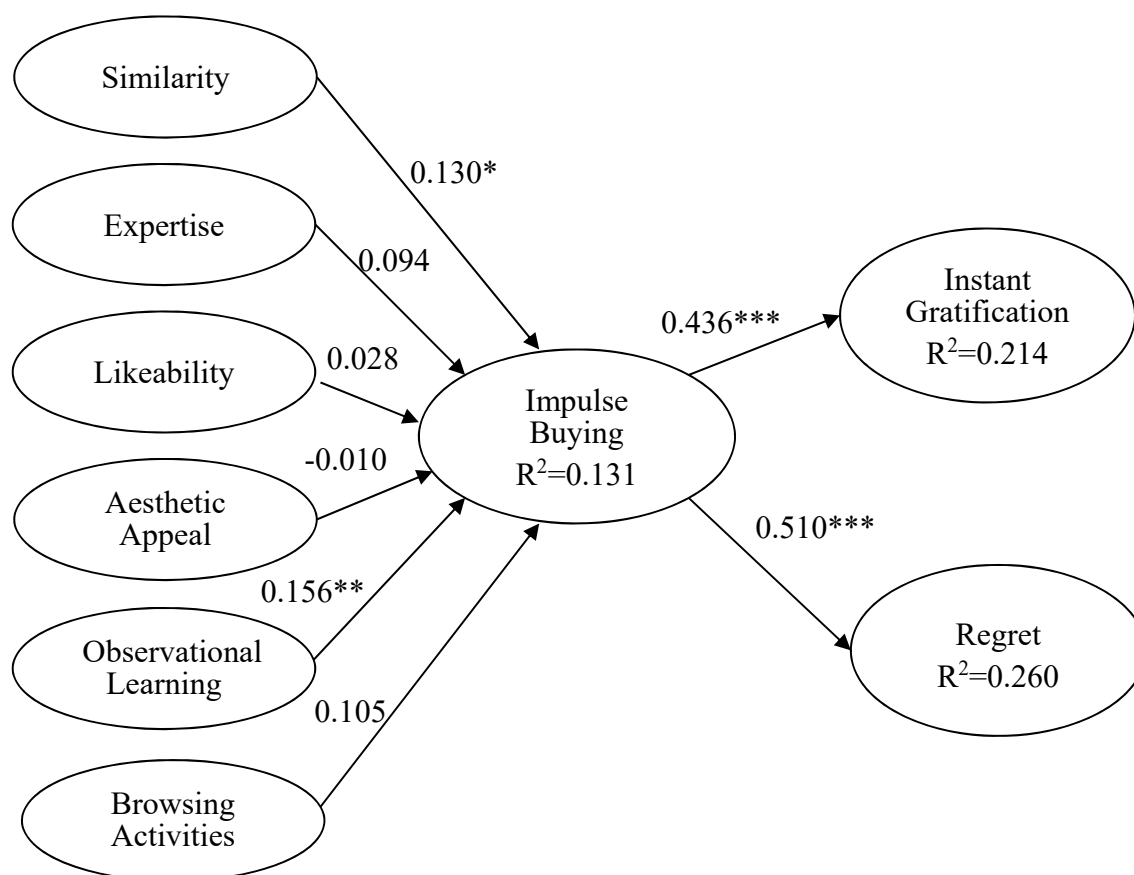 Similarity
0.130*
Expertise
0.094
Likeability
0.028
Aesthetic
Appeal
-0.010
Observational
Learning
0.156**
Browsing
Activities
0.105
Impulse
Buying
R²=0.131
0.436***
Instant
Gratification
R²=0.214
0.510***
Regret
R²=0.260